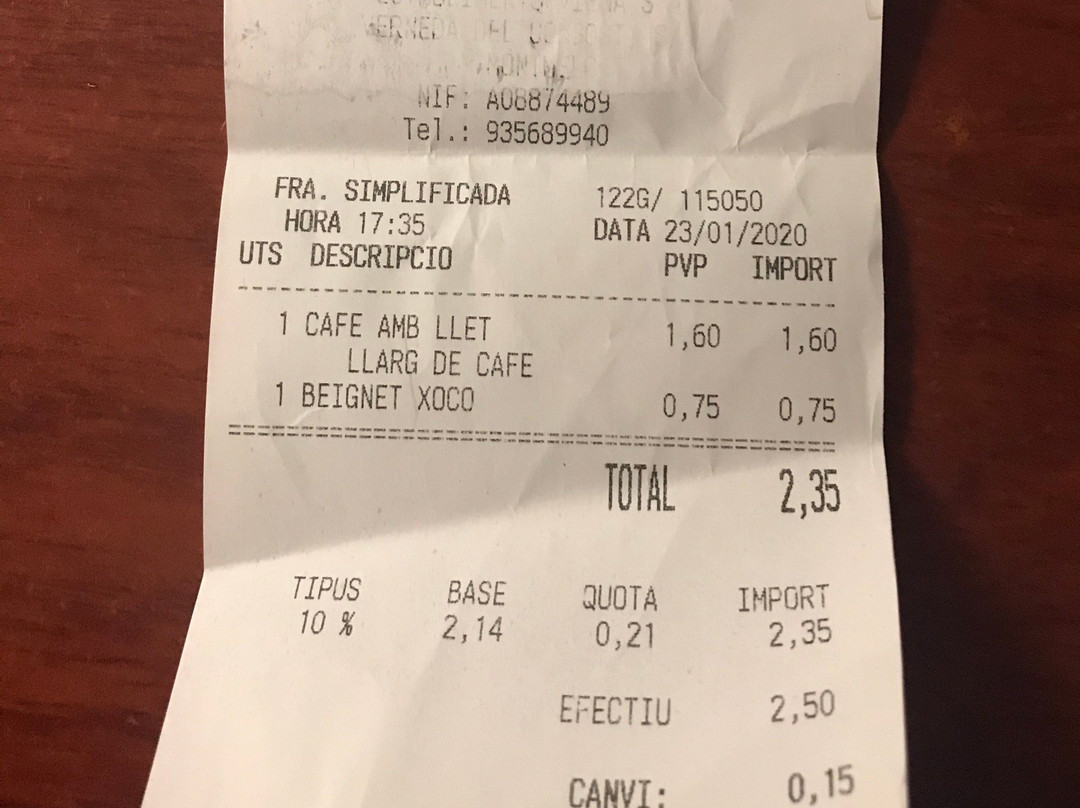 VERNEDA DEL
NIF: A08874489
Tel.: 935689940
FRA. SIMPLIFICADA 122G/ 115050
HORA 17:35 DATA 23/01/2020
UTS DESCRIPCIO PVP IMPORT
1 CAFE AMB LLET 1,60 1,60
LLARG DE CAFE
1 BEIGNET XOCO 0,75 0,75
TOTAL 2,35
TIPUS BASE QUOTA IMPORT
10 % 2,14 0,21 2,35
EFECTIU 2,50
CANVI: 0,15